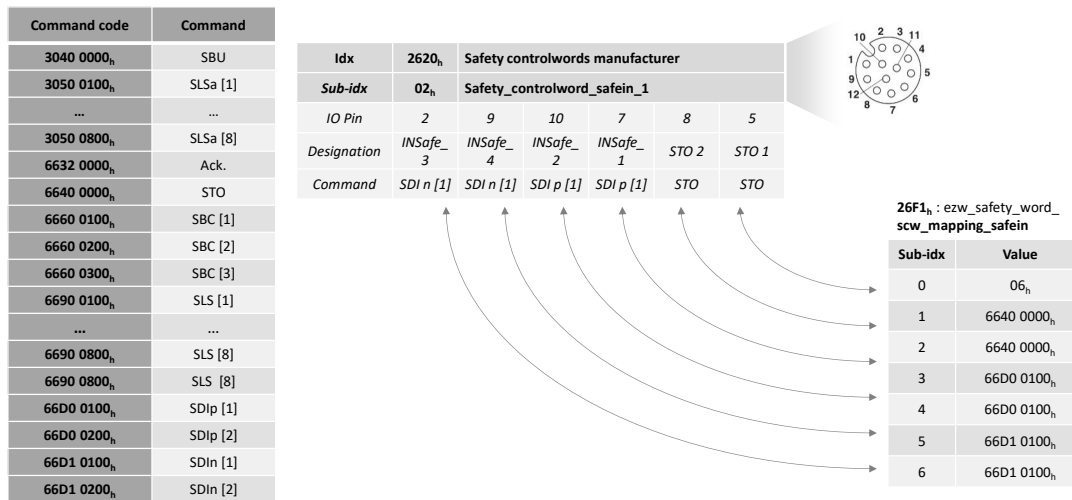 Command code Command
3040 0000h SBU
3050 0100h SLSa [1]
... ...
3050 0800h SLSa [8]
6632 0000h Ack.
6640 0000h STO
6660 0100h SBC [1]
6660 0200h SBC [2]
6660 0300h SBC [3]
6690 0100h SLS [1]
... ...
6690 0800h SLS [8]
6690 0800h SLS [8]
66D0 0100h SDIp [1]
66D0 0200h SDIp [2]
66D1 0100h SDIn [1]
66D1 0200h SDIn [2]
Idx 2620h Safety controlwords manufacturer
Sub-idx 02h Safety_controlword_safein_1
IO Pin 2 9 10 7 8 5
Designation INSafe_3 INSafe_4 INSafe_2 INSafe_1 STO 2 STO 1
Command SDI n [1] SDI n [1] SDI p [1] SDI p [1] STO STO
2 3 11
10 4
1
5
9
12 6
8 7
26F1h : ezw_safety_word_
scw_mapping_safein
Sub-idx Value
0 06h
1 6640 0000h
2 6640 0000h
3 66D0 0100h
4 66D0 0100h
5 66D1 0100h
6 66D1 0100h